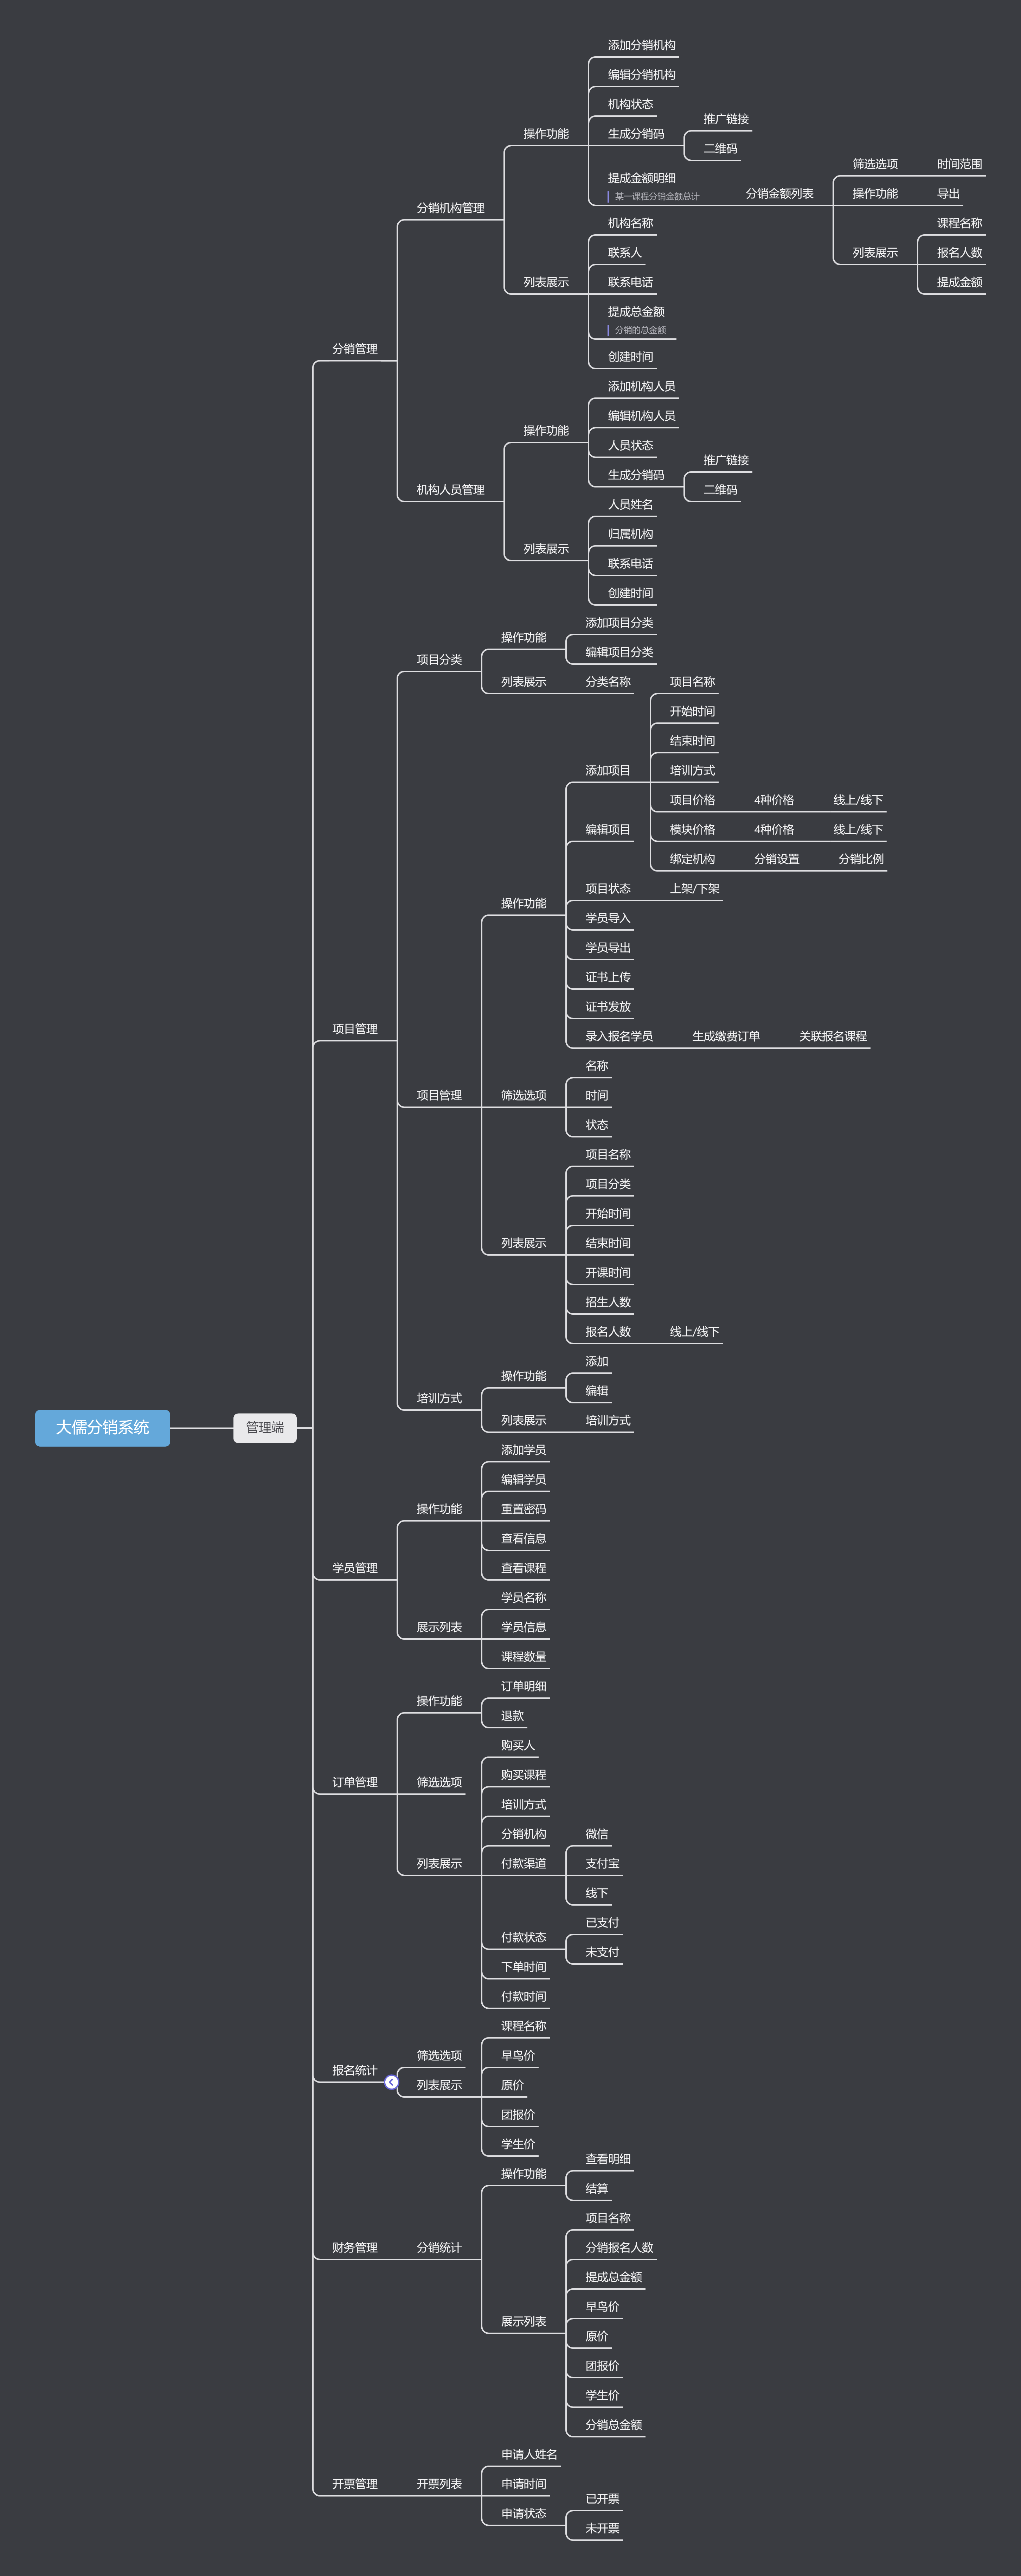 大儒分销系统
管理端
分销管理
分销机构管理
操作功能
添加分销机构
编辑分销机构
机构状态
生成分销码
推广链接
二维码
提成金额明细
某一课程分销金额总计
分销金额列表
筛选选项
时间范围
操作功能
导出
列表展示
课程名称
报名人数
提成金额
列表展示
机构名称
联系人
联系电话
提成总金额
分销的总金额
创建时间
机构人员管理
操作功能
添加机构人员
编辑机构人员
人员状态
生成分销码
推广链接
二维码
列表展示
人员姓名
归属机构
联系电话
创建时间
项目管理
项目分类
操作功能
添加项目分类
编辑项目分类
列表展示
分类名称
项目管理
操作功能
添加项目
项目名称
开始时间
结束时间
培训方式
项目价格
4种价格
线上/线下
模块价格
4种价格
线上/线下
绑定机构
分销设置
分销比例
编辑项目
项目状态
上架/下架
学员导入
学员导出
证书上传
证书发放
录入报名学员
生成缴费订单
关联报名课程
筛选选项
名称
时间
状态
列表展示
项目名称
项目分类
开始时间
结束时间
开课时间
招生人数
报名人数
线上/线下
培训方式
操作功能
添加
编辑
列表展示
培训方式
学员管理
操作功能
添加学员
编辑学员
重置密码
查看信息
查看课程
展示列表
学员名称
学员信息
课程数量
订单管理
操作功能
订单明细
退款
筛选选项
列表展示
购买人
购买课程
培训方式
分销机构
付款渠道
微信
支付宝
线下
付款状态
已支付
未支付
下单时间
付款时间
报名统计
筛选选项
列表展示
课程名称
早鸟价
原价
团报价
学生价
财务管理
分销统计
操作功能
查看明细
结算
展示列表
项目名称
分销报名人数
提成总金额
早鸟价
原价
团报价
学生价
分销总金额
开票管理
开票列表
申请人姓名
申请时间
申请状态
已开票
未开票